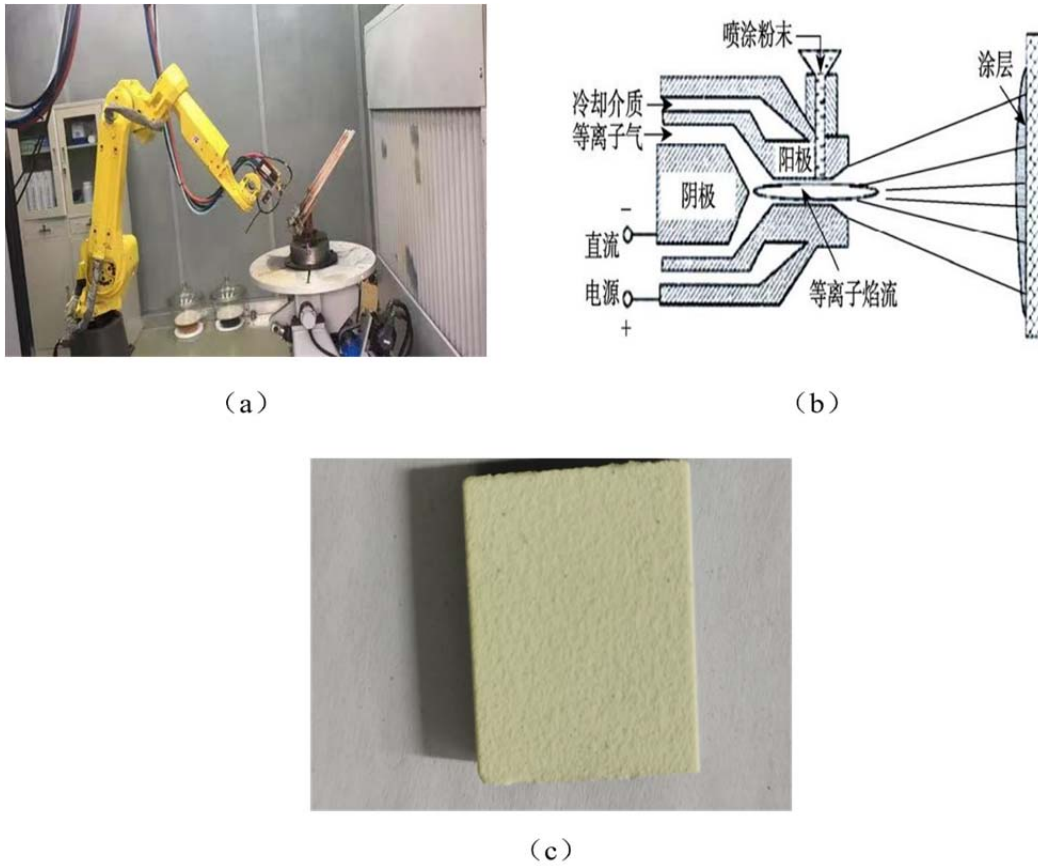 喷涂粉末
涂层
冷却介质
等离子气
阳极
阴极
−
直流
电源
+
等离子焰流
（a）
（b）
（c）